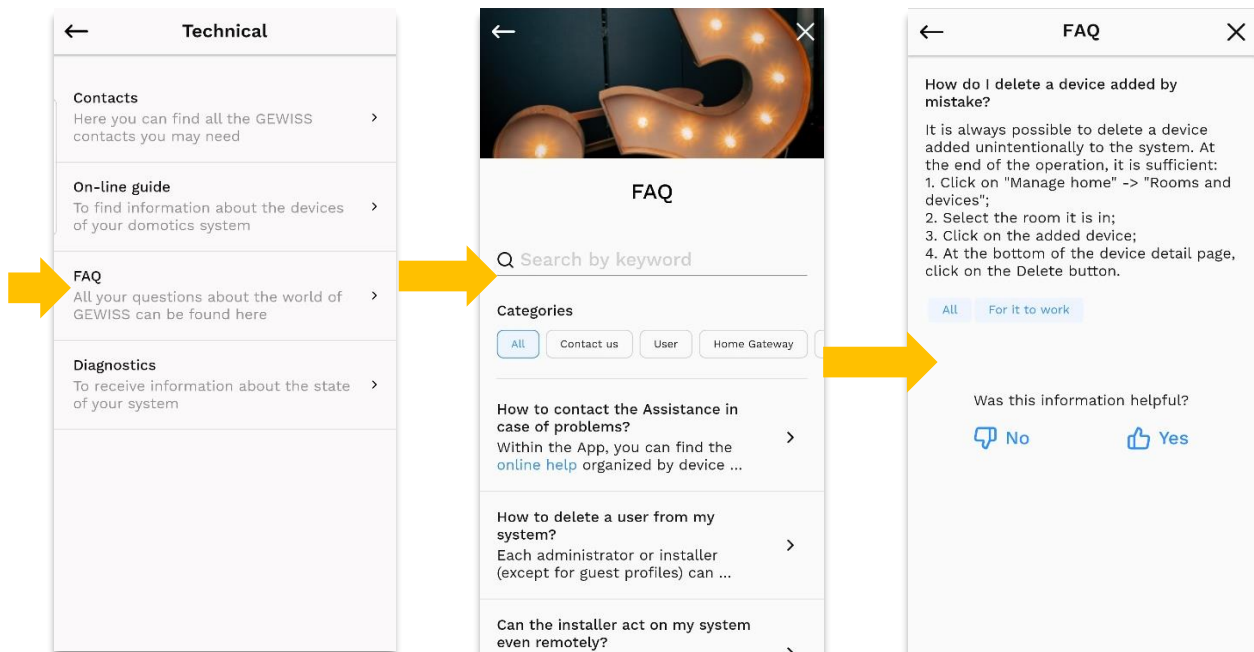 Technical
Contacts
Here you can find all the GEWISS
contacts you may need
On-line guide
To find information about the devices
of your domotics system
FAQ
All your questions about the world of
GEWISS can be found here
Diagnostics
To receive information about the state
of your system
FAQ
Search by keyword
Categories
All
Contact us
User
Home Gateway
How to contact the Assistance in
case of problems?
Within the App, you can find the
online help organized by device ...
How to delete a user from my
system?
Each administrator or installer
(except for guest profiles) can ...
Can the installer act on my system
even remotely?
FAQ
How do I delete a device added by
mistake?
It is always possible to delete a device
added unintentionally to the system. At
the end of the operation, it is sufficient:
1. Click on "Manage home" -> "Rooms and
devices";
2. Select the room it is in;
3. Click on the added device;
4. At the bottom of the device detail page,
click on the Delete button.
All
For it to work
Was this information helpful?
No
Yes